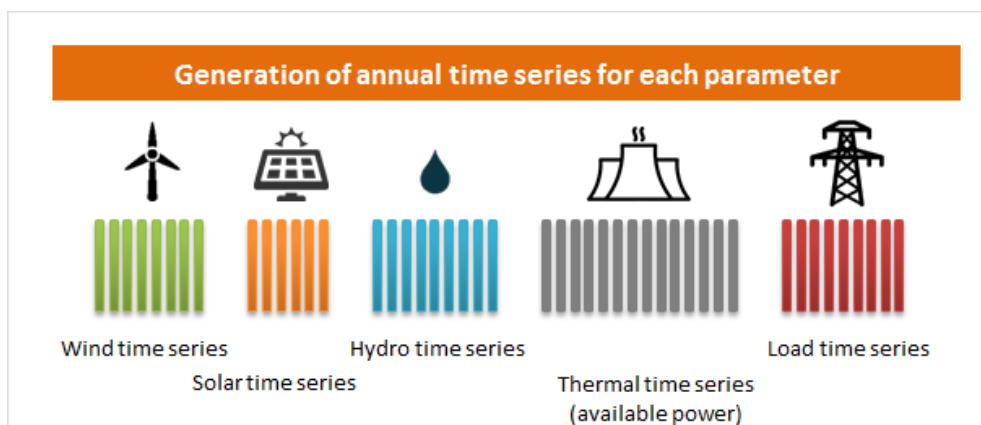 Generation of annual time series for each parameter
Wind time series
Solar time series
Hydro time series
Thermal time series
(available power)
Load time series